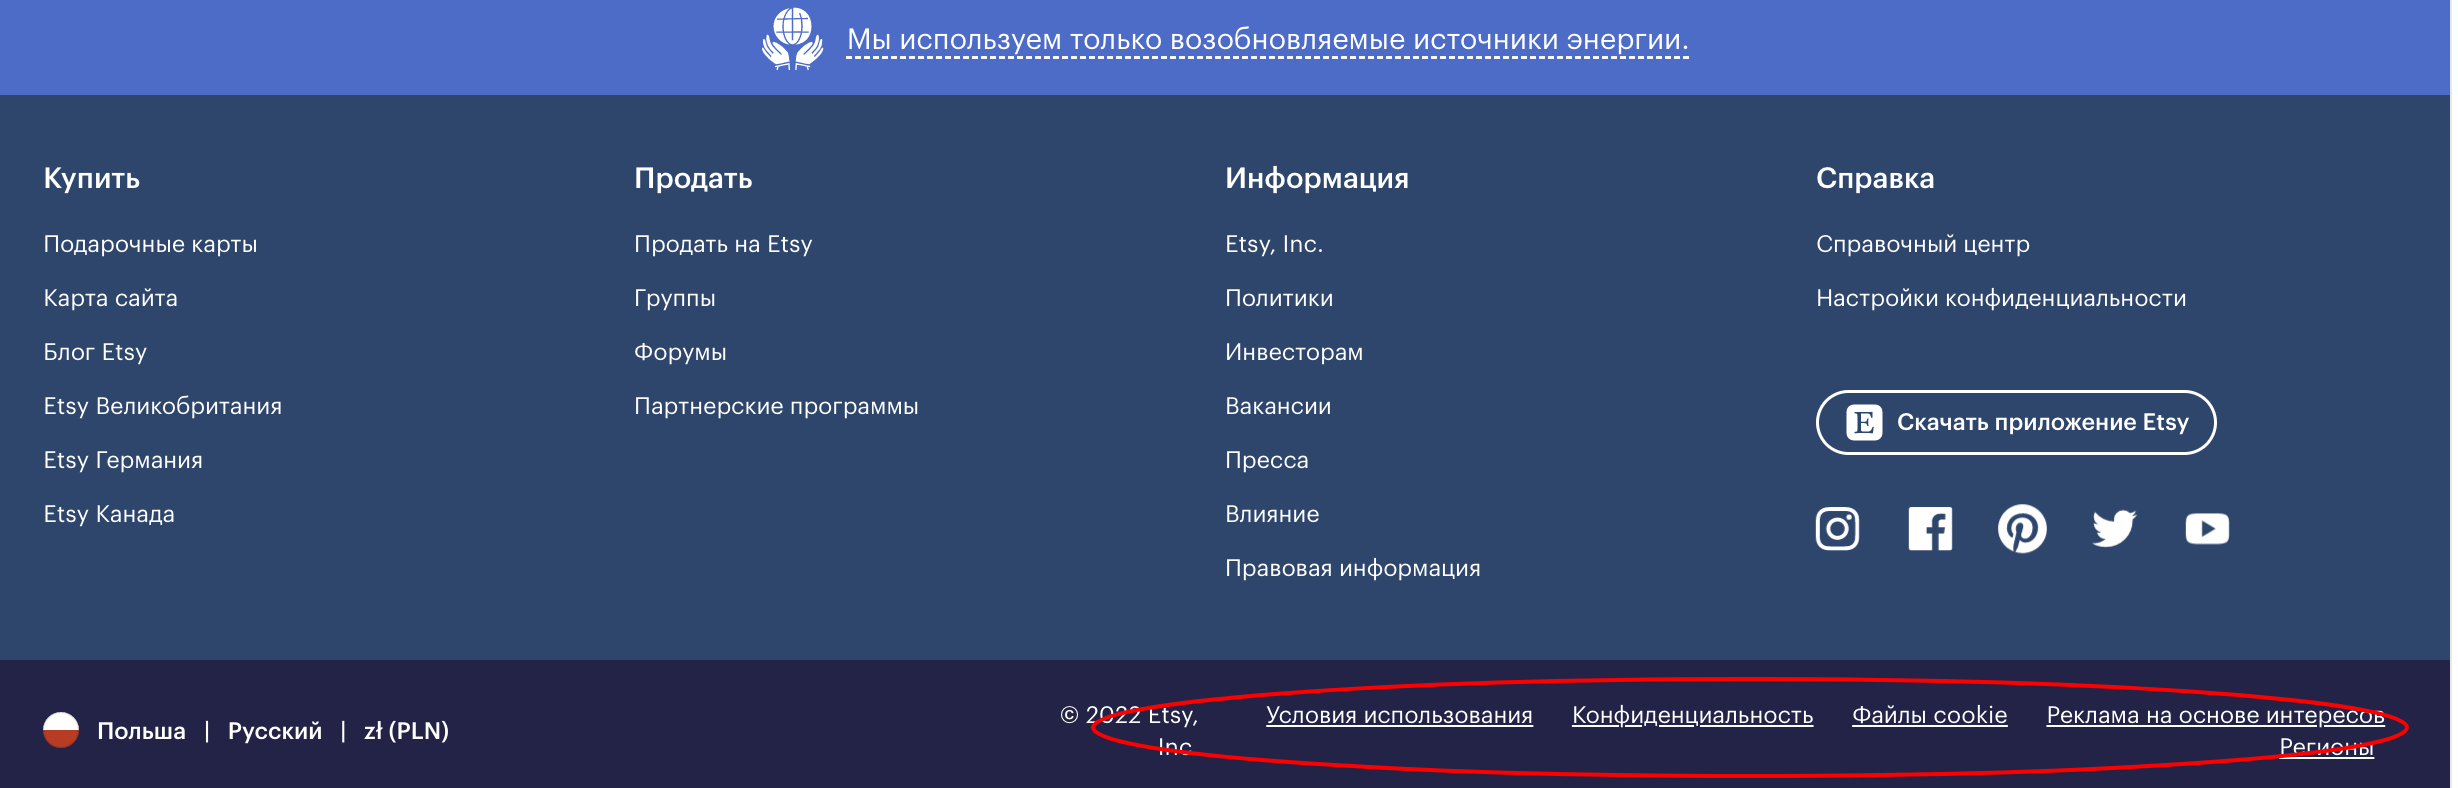 Мы используем только возобновляемые источники энергии.
Купить
Подарочные карты
Карта сайта
Блог Etsy
Etsy Великобритания
Etsy Германия
Etsy Канада
Продать
Продать на Etsy
Группы
Форумы
Партнерские программы
Информация
Etsy, Inc.
Политики
Инвесторам
Вакансии
Пресса
Влияние
Правовая информация
Справка
Справочный центр
Настройки конфиденциальности
E Скачать приложение Etsy
Польша | Русский | zł (PLN)
© 2022 Etsy,
Inc.
Условия использования Конфиденциальность Файлы cookie Реклама на основе интересов
Регионы